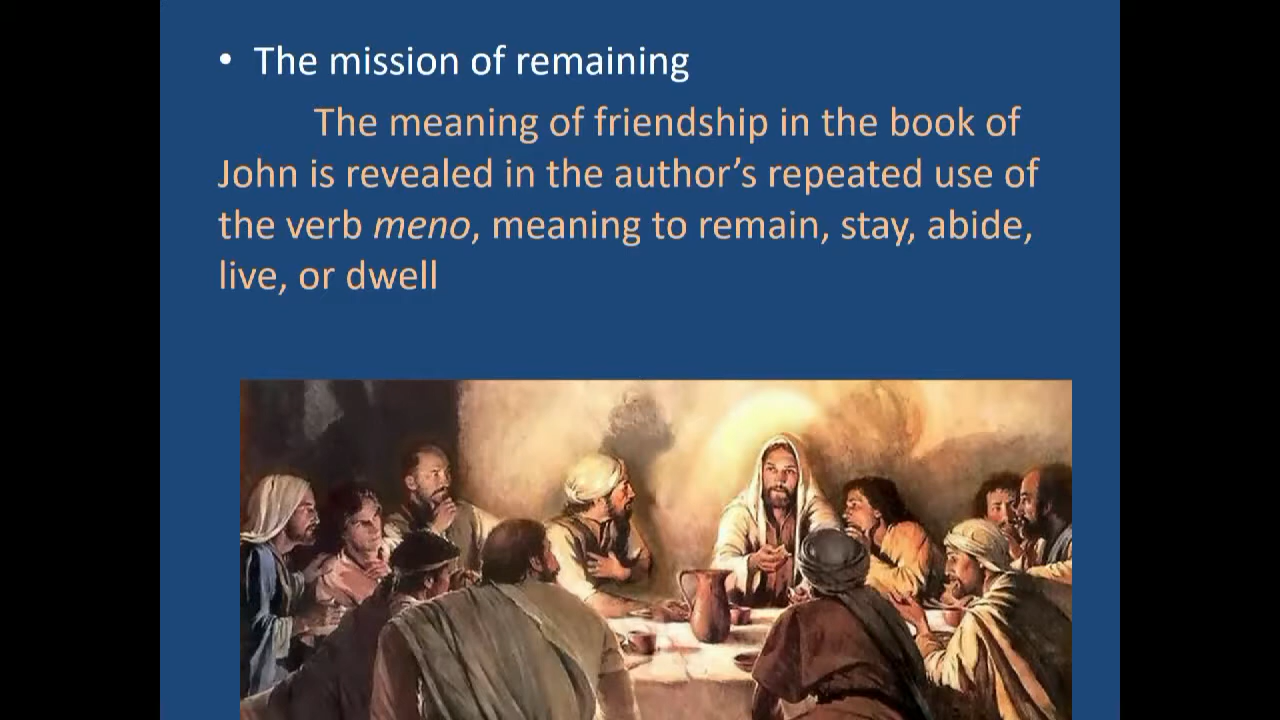 • The mission of remaining
The meaning of friendship in the book of
John is revealed in the author’s repeated use of
the verb meno, meaning to remain, stay, abide,
live, or dwell